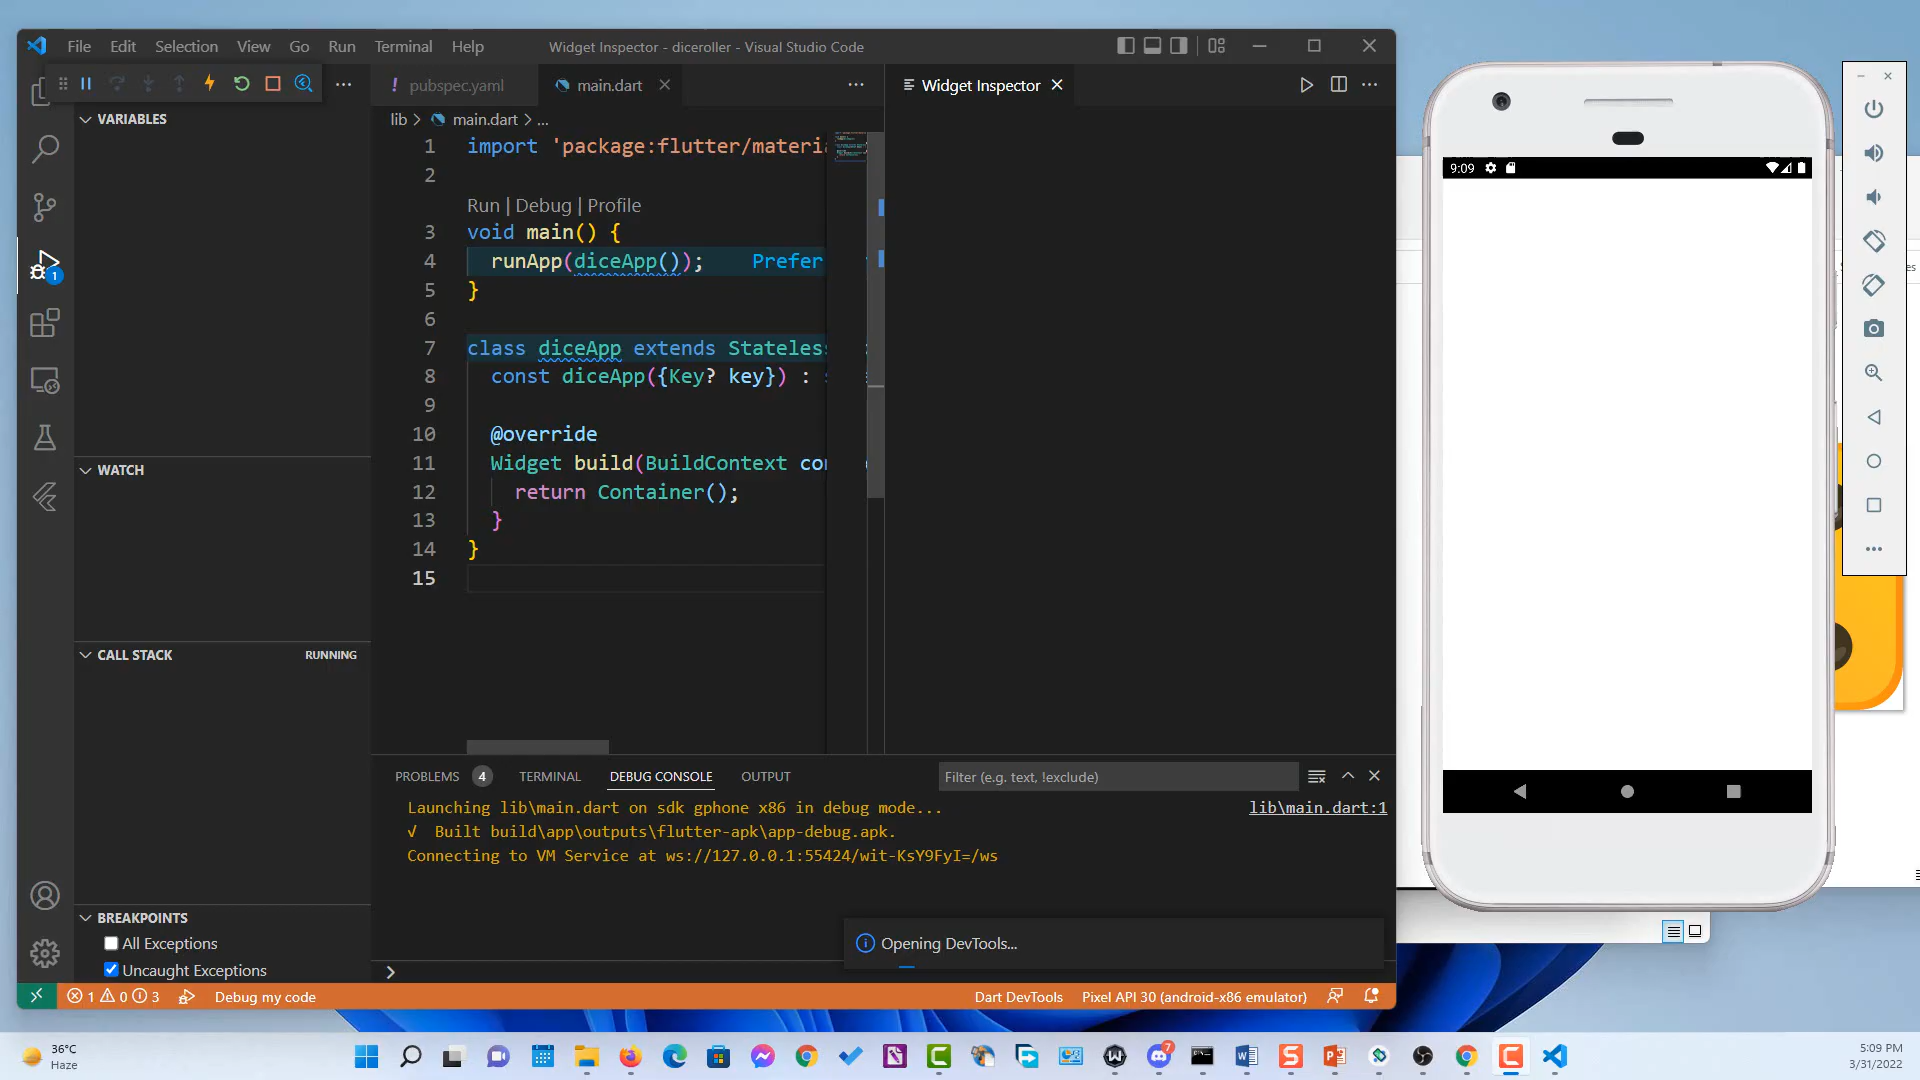 File Edit Selection View Go Run Terminal Help
Widget Inspector - diceroller - Visual Studio Code
! pubspec.yaml
main.dart
Widget Inspector
lib > main.dart > ...
VARIABLES
WATCH
CALL STACK
RUNNING
BREAKPOINTS
All Exceptions
Uncaught Exceptions
1 import 'package:flutter/materi
2
Run | Debug | Profile
3 void main() {
4 runApp(diceApp()); Prefer
5 }
6
7 class diceApp extends Stateles
8 const diceApp({Key? key}) :
9
10 @override
11 Widget build(BuildContext con
12 return Container();
13 }
14 }
15
PROBLEMS 4 TERMINAL DEBUG CONSOLE OUTPUT
Filter (e.g. text, !exclude)
Launching lib\main.dart on sdk gphone x86 in debug mode...
lib\main.dart:1
√ Built build\app\outputs\flutter-apk\app-debug.apk.
Connecting to VM Service at ws://127.0.0.1:55424/wit-KsY9FyI=/ws
Opening DevTools...
1 0 3
Debug my code
Dart DevTools
Pixel API 30 (android-x86 emulator)
1
9:09
36°C
Haze
7
5:09 PM
3/31/2022